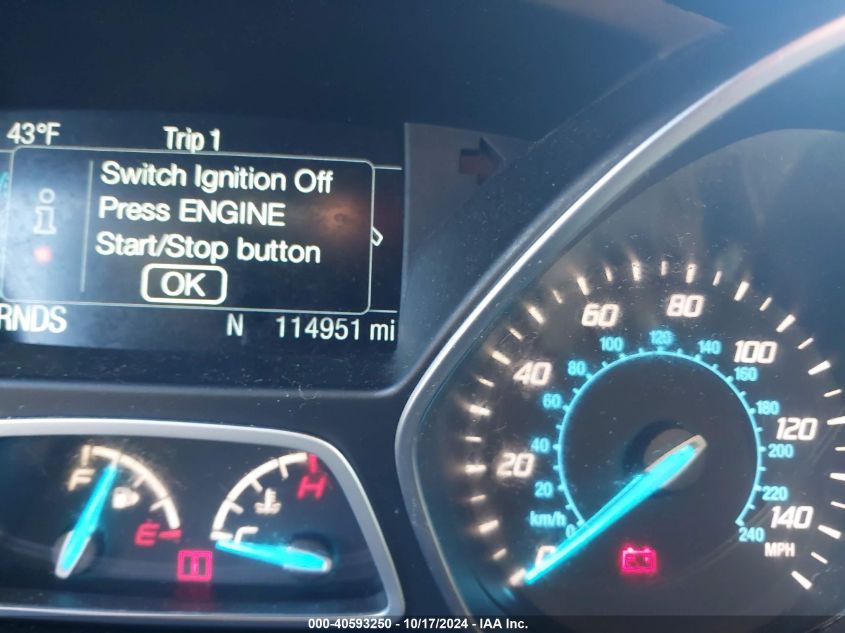 43°F
Trip 1
Switch Ignition Off
Press ENGINE
Start/Stop button
OK
RNDS
N
114951 mi
F
E
H
C
0
20
40
60
80
100
120
140
MPH
km/h
0
20
40
60
80
100
120
140
160
180
200
220
240
000-40593250 - 10/17/2024 - IAA Inc.